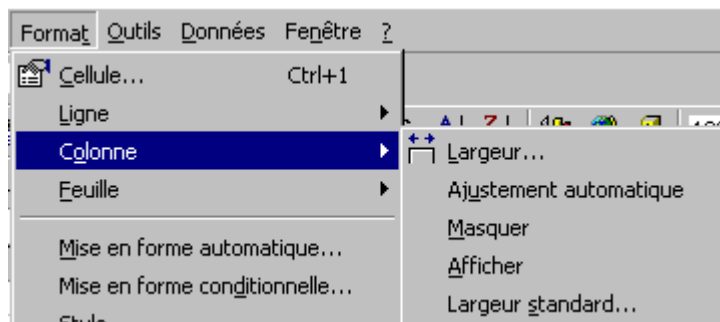 Format Outils Données Fenêtre ?
Cellule... Ctrl+1
Ligne
Colonne
Feuille
Mise en forme automatique...
Mise en forme conditionnelle...
Largeur...
Ajustement automatique
Masquer
Afficher
Largeur standard...